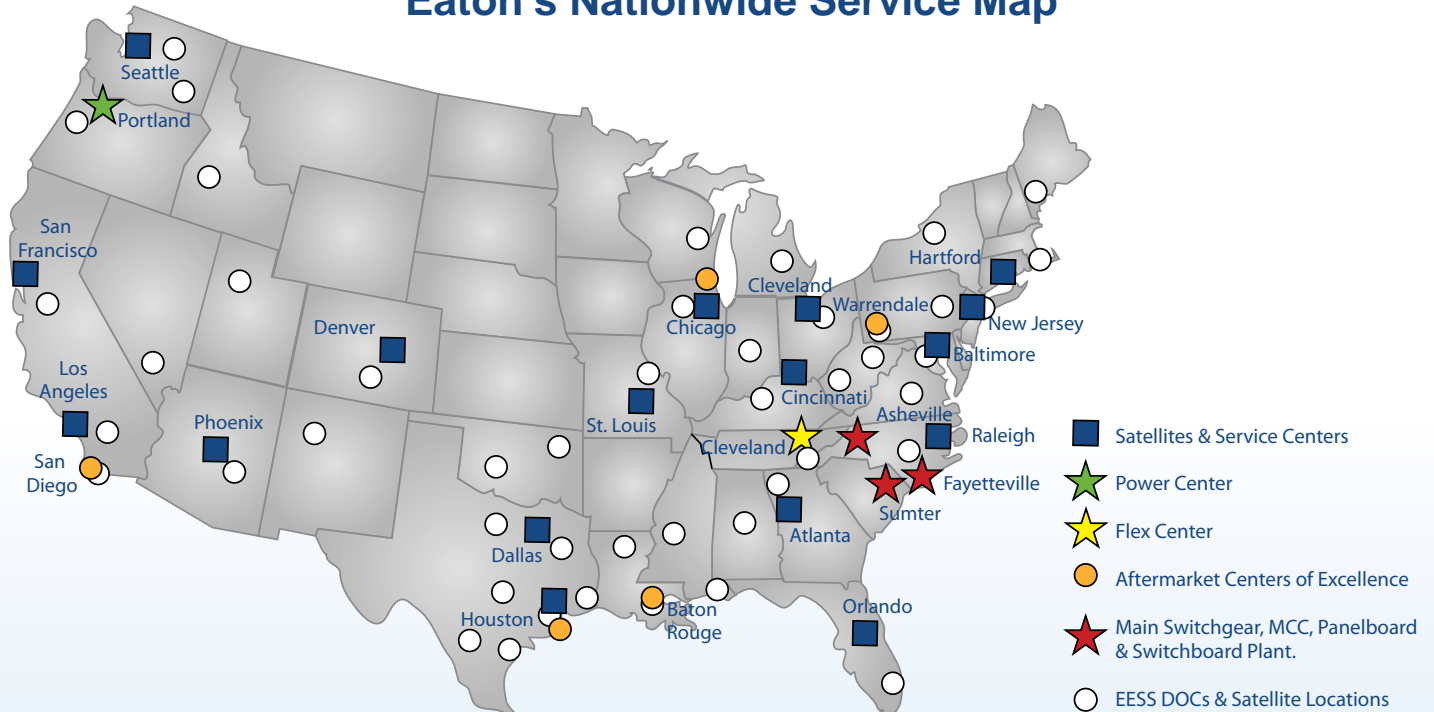 Eaton's Nationwide Service Map
Seattle
Portland
San
Francisco
Hartford
Cleveland
Warrendale
Denver
Chicago
New Jersey
Baltimore
Los
Angeles
Cincinnati
Phoenix
St. Louis
Asheville
Cleveland
Raleigh
San
Diego
Fayetteville
Sumter
Atlanta
Dallas
Houston
Baton
Rouge
Orlando
Satellites & Service Centers
Power Center
Flex Center
Aftermarket Centers of Excellence
Main Switchgear, MCC, Panelboard
& Switchboard Plant.
EESS DOCs & Satellite Locations